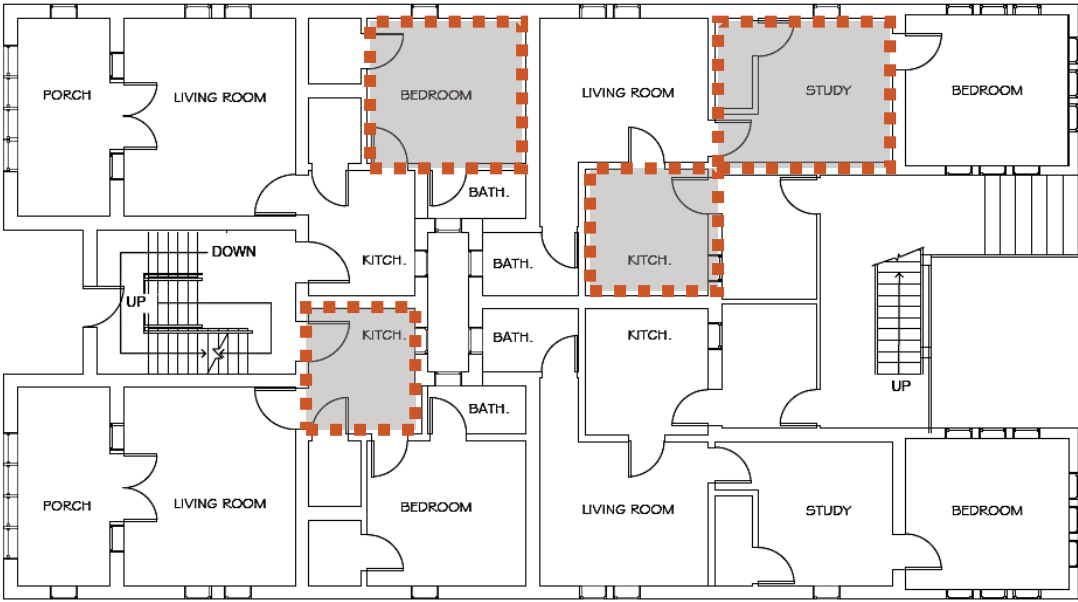 PORCH
LIVING ROOM
BEDROOM
LIVING ROOM
STUDY
BEDROOM
BATH.
DOWN
KITCH.
BATH.
KITCH.
UP
KITCH.
BATH.
KITCH.
UP
BATH.
PORCH
LIVING ROOM
BEDROOM
LIVING ROOM
STUDY
BEDROOM